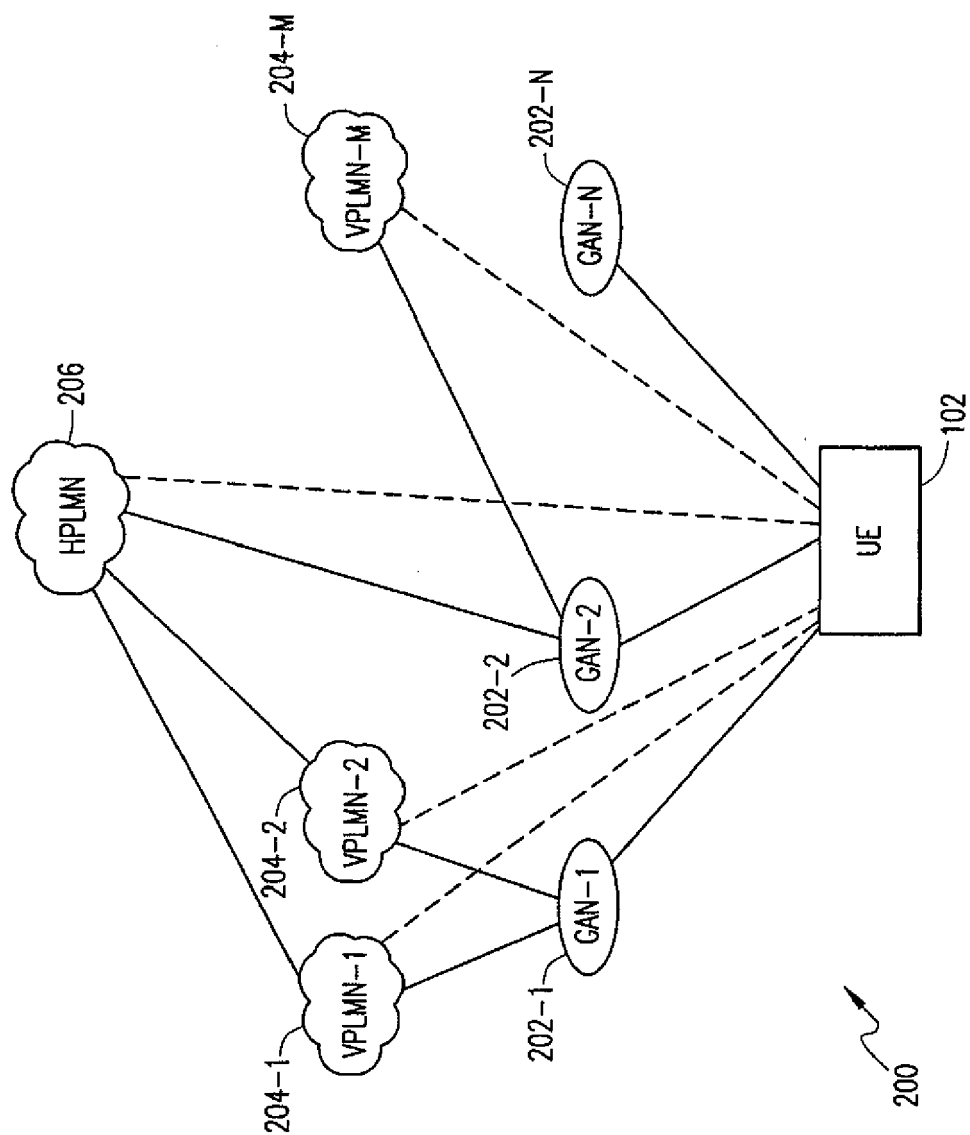 206
HPLMN
204-M
VPLMN-M
204-2
VPLMN-2
204-1
VPLMN-1
202-N
GAN-N
202-2
GAN-2
202-1
GAN-1
UE
102
200